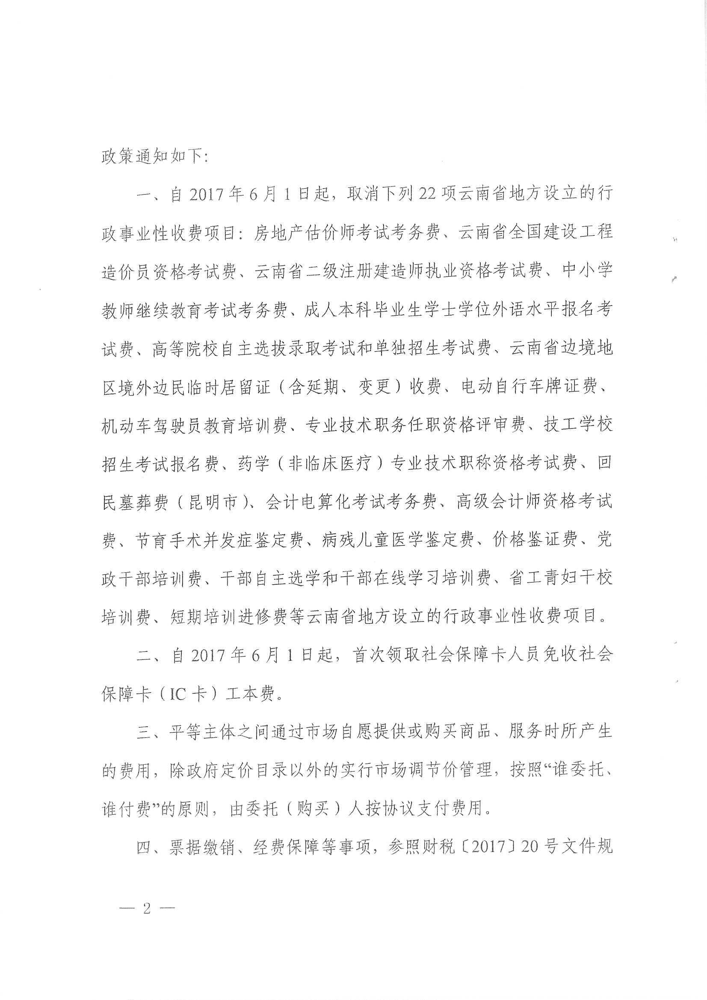 政策通知如下：
一、自 2017 年 6 月 1 日起，取消下列 22 项云南省地方设立的行
政事业性收费项目：房地产估价师考试考务费、云南省全国建设工程
造价员资格考试费、云南省二级注册建造师执业资格考试费、中小学
教师继续教育考试考务费、成人本科毕业生学士学位外语水平报名考
试费、高等院校自主选拔录取考试和单独招生考试费、云南省边境地
区境外边民临时居留证（含延期、变更）收费、电动自行车牌证费、
机动车驾驶员教育培训费、专业技术职务任职资格评审费、技工学校
招生考试报名费、药学（非临床医疗）专业技术职称资格考试费、回
民墓葬费（昆明市）、会计电算化考试考务费、高级会计师资格考试
费、节育手术并发症鉴定费、病残儿童医学鉴定费、价格鉴证费、党
政干部培训费、干部自主选学和干部在线学习培训费、省工青妇干校
培训费、短期培训进修费等云南省地方设立的行政事业性收费项目。
二、自 2017 年 6 月 1 日起，首次领取社会保障卡人员免收社会
保障卡（IC 卡）工本费。
三、平等主体之间通过市场自愿提供或购买商品、服务时所产生
的费用，除政府定价目录以外的实行市场调节价管理，按照“谁委托、
谁付费”的原则，由委托（购买）人按协议支付费用。
四、票据缴销、经费保障等事项，参照财税〔2017〕20 号文件规
— 2 —